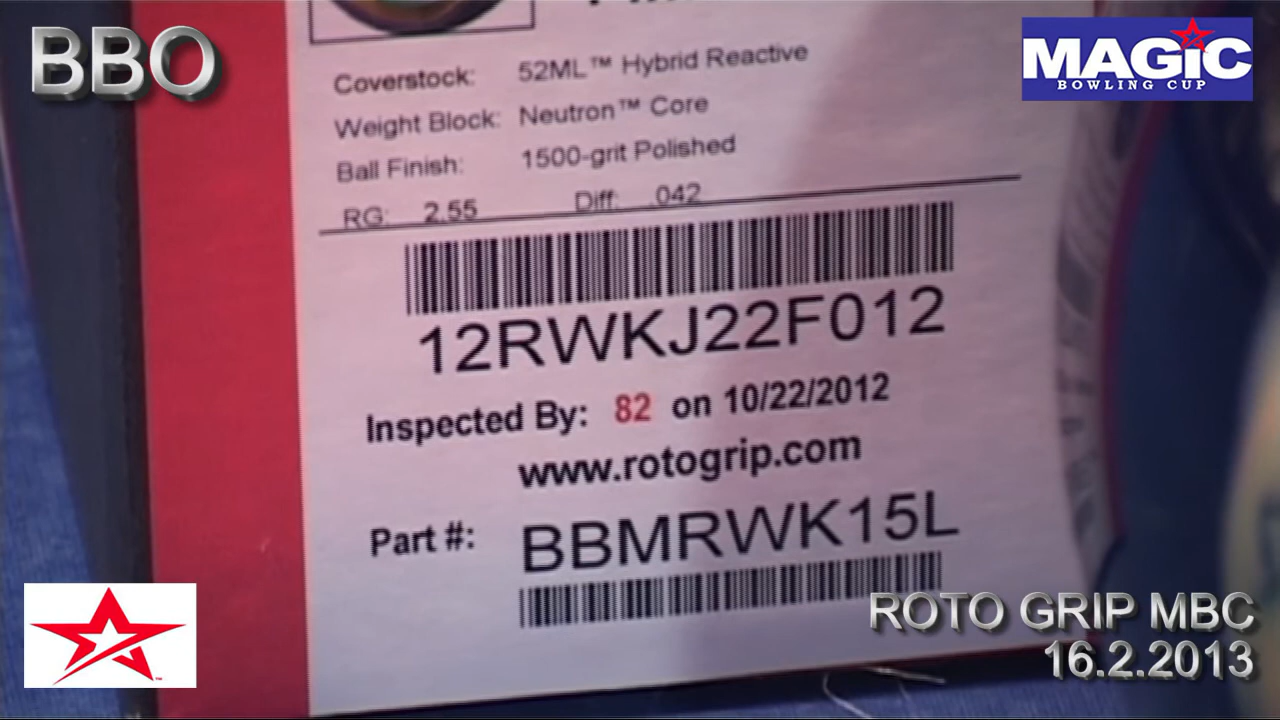 BBO
MAGIC
BOWLING CUP
Coverstock: 52ML™ Hybrid Reactive
Weight Block: Neutron™ Core
Ball Finish: 1500-grit Polished
RG: 2.55 Diff: .042
12RWKJ22F012
Inspected By: 82 on 10/22/2012
www.rotogrip.com
Part #: BBMRWK15L
ROTO GRIP MBC
16.2.2013